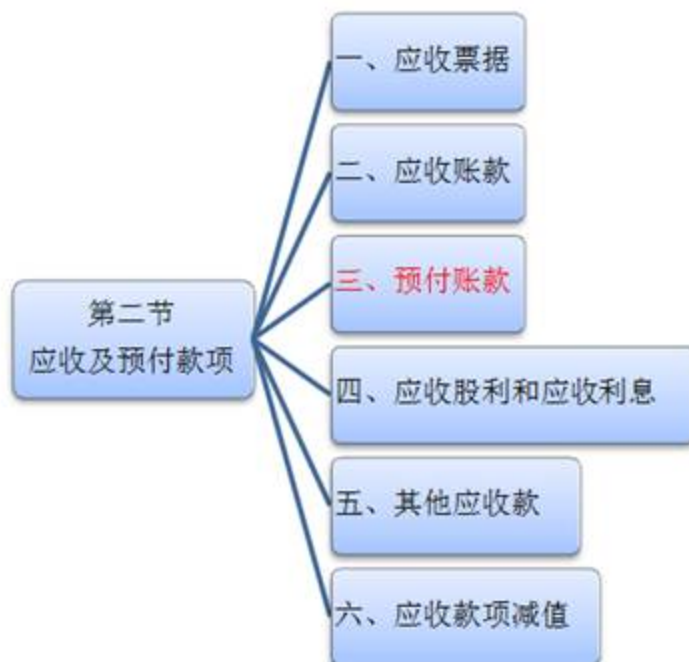 第二节
应收及预付款项
一、应收票据
二、应收账款
三、预付账款
四、应收股利和应收利息
五、其他应收款
六、应收款项减值